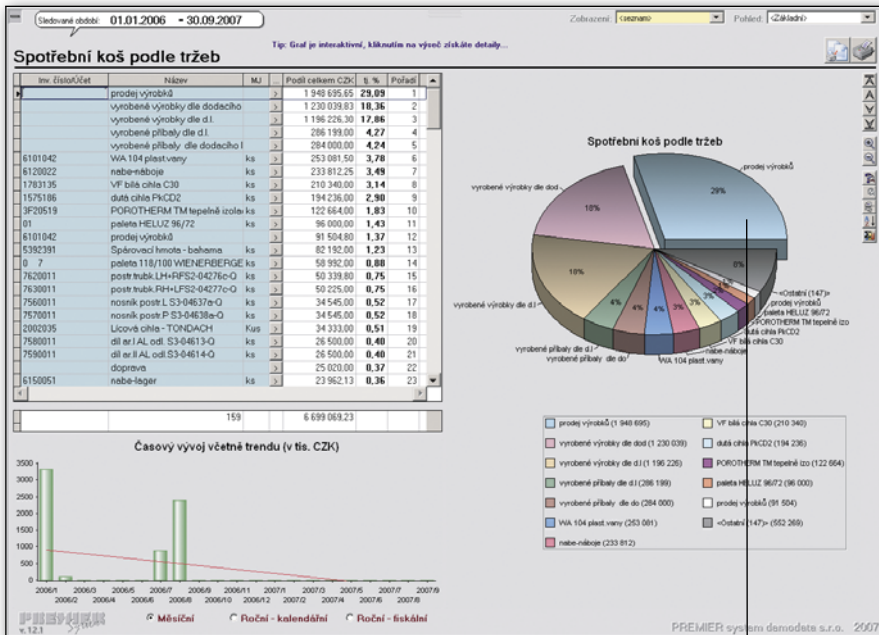 Sledované období: 01.01.2006 - 30.09.2007
Zobrazení: <seznam> Pohled: <Základní>
Tip: Graf je interaktivní, kliknutím na výseč získáte detaily...
Spotřební koš podle tržeb
Inv. číslo/Účet Název MJ ... Podíl celkem CZK tj. % Pořadí
prodej výrobků > 1 948 695,65 29,09 1
vyrobené výrobky dle dodacího > 1 230 039,83 18,36 2
vyrobené výrobky dle d.l. > 1 196 226,30 17,86 3
vyrobené příbaly dle d.l. > 286 199,00 4,27 4
vyrobené příbaly dle dodacího l > 284 000,00 4,24 5
6101042 WA 104 plast.vany ks > 253 081,50 3,78 6
6120022 nabe-náboje ks > 233 812,25 3,49 7
1783135 VF bílá cihla C30 ks > 210 340,00 3,14 8
1575186 dutá cihla PkCD2 ks > 194 236,00 2,90 9
3F20519 POROTHERM TM tepelně izola ks > 122 664,00 1,83 10
01 paleta HELUZ 96/72 ks > 96 000,00 1,43 11
6101042 prodej výrobků > 91 504,80 1,37 12
5392391 Spárovací hmota - bahama ks > 82 192,00 1,23 13
0 7 paleta 118/100 WIENERBERGE ks > 58 992,00 0,88 14
7620011 postr.trubk.LH+RFS2-04276c-O ks > 50 339,80 0,75 15
7630011 postr.trubk.RH+LFS2-04277c-O ks > 50 225,00 0,75 16
7560011 nosník postr.L S3-04637a-O ks > 34 545,00 0,52 17
7570011 nosník postr.P S3-04638a-O ks > 34 545,00 0,52 18
2002035 Lícová cihla - TONDACH Kus > 34 333,00 0,51 19
7580011 díl ar.I AL odl. S3-04613-O ks > 26 500,00 0,40 20
7590011 díl ar.II AL odl.S3-04614-O ks > 26 500,00 0,40 21
doprava > 25 020,00 0,37 22
6150051 nabe-lager ks > 23 962,13 0,36 23
159 6 699 069,23
Spotřební koš podle tržeb
prodej výrobků
29%
vyrobené výrobky dle dod
18%
vyrobené výrobky dle d.l
18%
vyrobené příbaly dle d.l
4%
vyrobené příbaly dle do
4%
WA 104 plast.vany
4%
nabe-náboje
3%
VF bílá cihla C30
3%
dutá cihla PkCD2
3%
POROTHERM TM tepelně izo
paleta HELUZ 96/72
prodej výrobků
<Ostatní (147)>
8%
prodej výrobků (1 948 695)
vyrobené výrobky dle dod (1 230 039)
vyrobené výrobky dle d.l (1 196 226)
vyrobené příbaly dle d.l (286 199)
vyrobené příbaly dle do (284 000)
WA 104 plast.vany (253 081)
nabe-náboje (233 812)
VF bílá cihla C30 (210 340)
dutá cihla PkCD2 (194 236)
POROTHERM TM tepelně izo (122 664)
paleta HELUZ 96/72 (96 000)
prodej výrobků (91 504)
<Ostatní (147)> (552 269)
Časový vývoj včetně trendu (v tis. CZK)
3500
3000
2500
2000
1500
1000
500
0
2006/1 2006/3 2006/5 2006/7 2006/9 2006/11 2007/1 2007/3 2007/5 2007/7 2007/9
2006/2 2006/4 2006/6 2006/8 2006/10 2006/12 2007/2 2007/4 2007/6 2007/8
Měsíční Roční - kalendářní Roční - fiskální
PREMIER system
v.12.1
PREMIER system demodata s.r.o. 2007